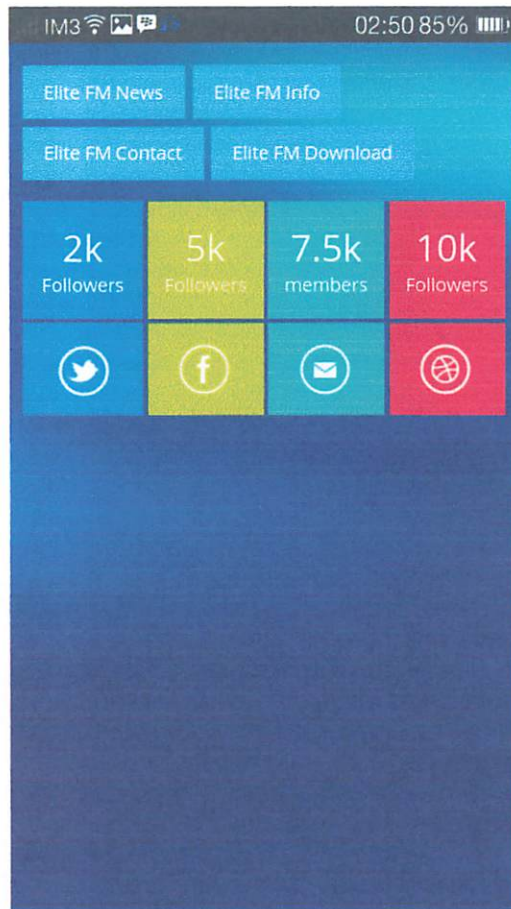 IM3 02:50 85%
Elite FM News Elite FM Info
Elite FM Contact Elite FM Download
2k 5k 7.5k 10k
Followers Followers members Followers